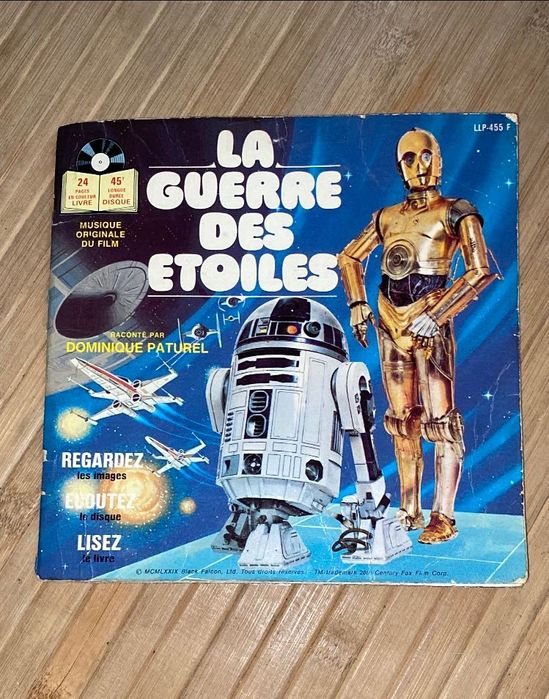 LLP-455 F
24
PAGES
EN COULEUR
LIVRE
45'
LONGUE
DURÉE
DISQUE
MUSIQUE
ORIGINALE
DU FILM
LA
GUERRE
DES
ETOILES
RACONTÉ PAR
DOMINIQUE PATUREL
REGARDEZ
les images
ECOUTEZ
le disque
LISEZ
le livre
© MCMLXXIX Black Falcon, Ltd. Tous droits réservés. - TM: trademark 20th Century Fox Film Corp.